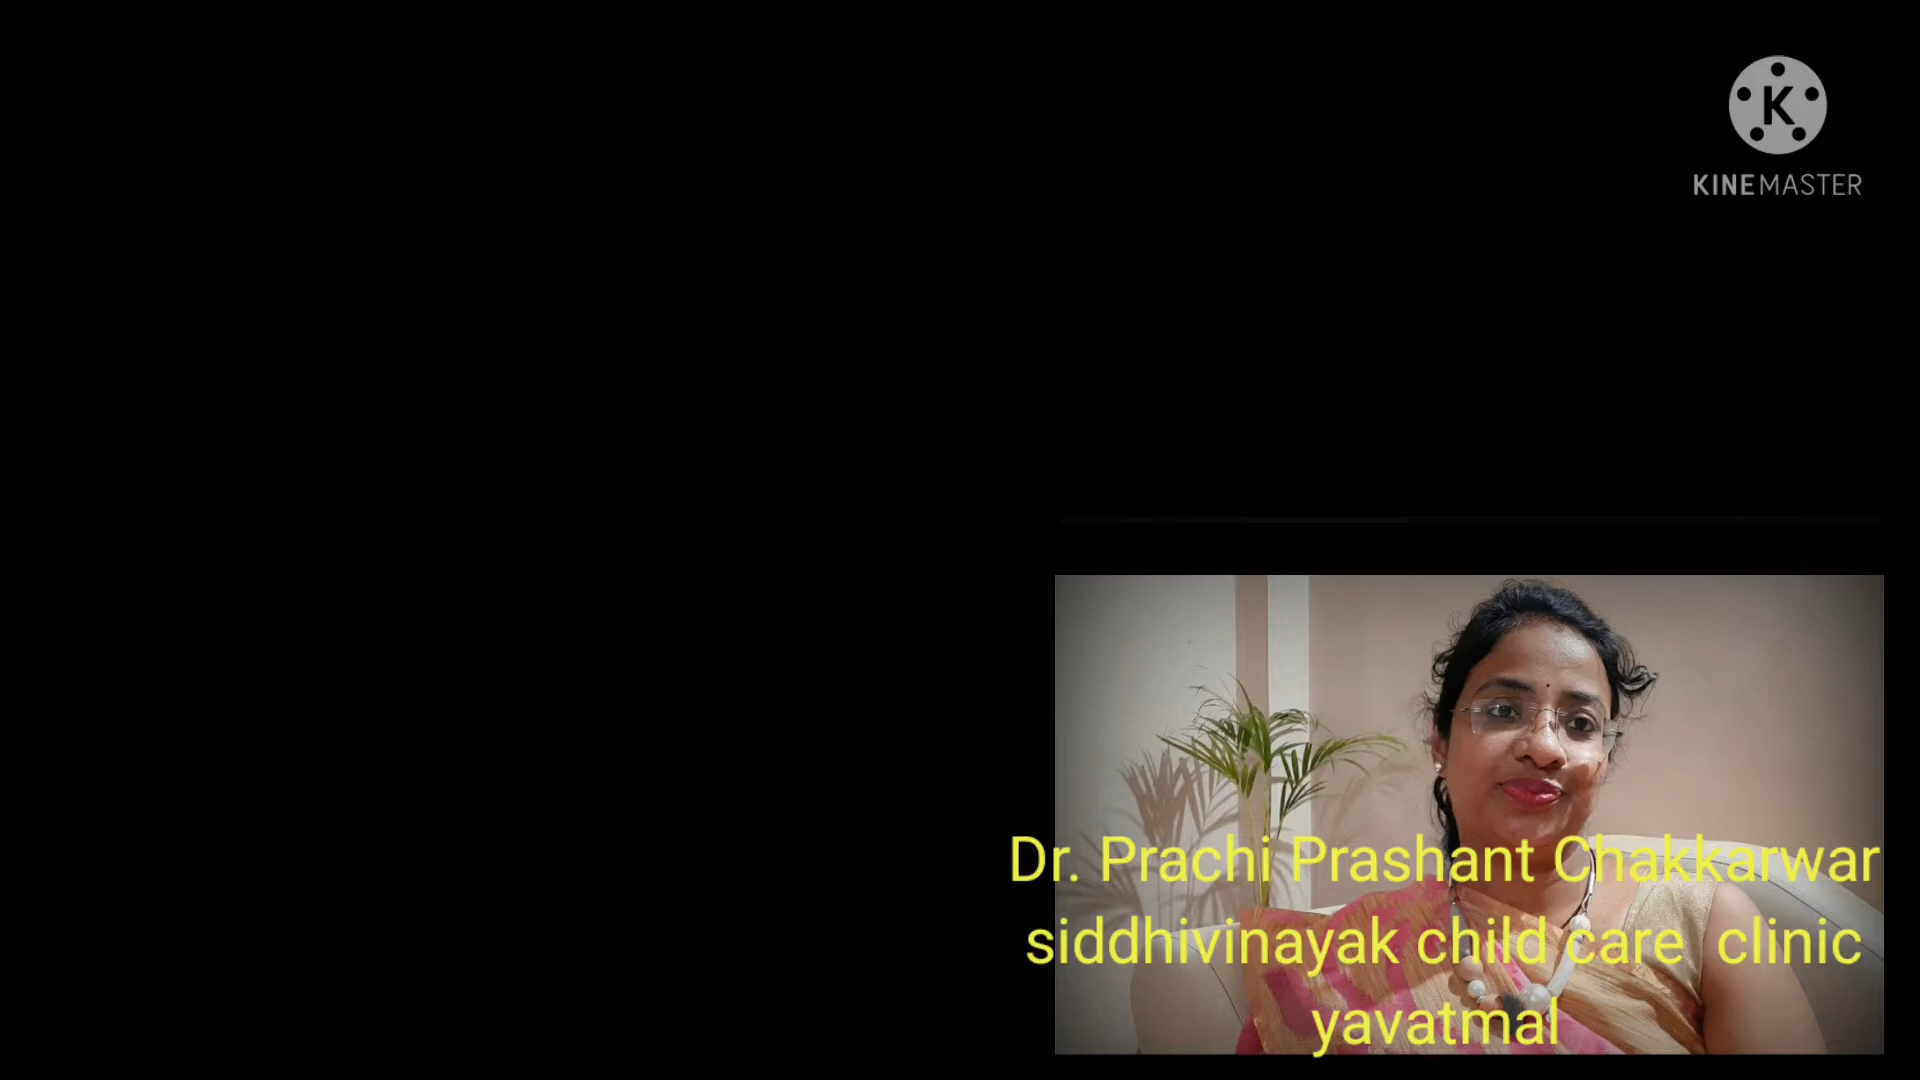 K
KINEMASTER
Dr. Prachi Prashant Chakkarwar
siddhivinayak child care clinic
yavatmal